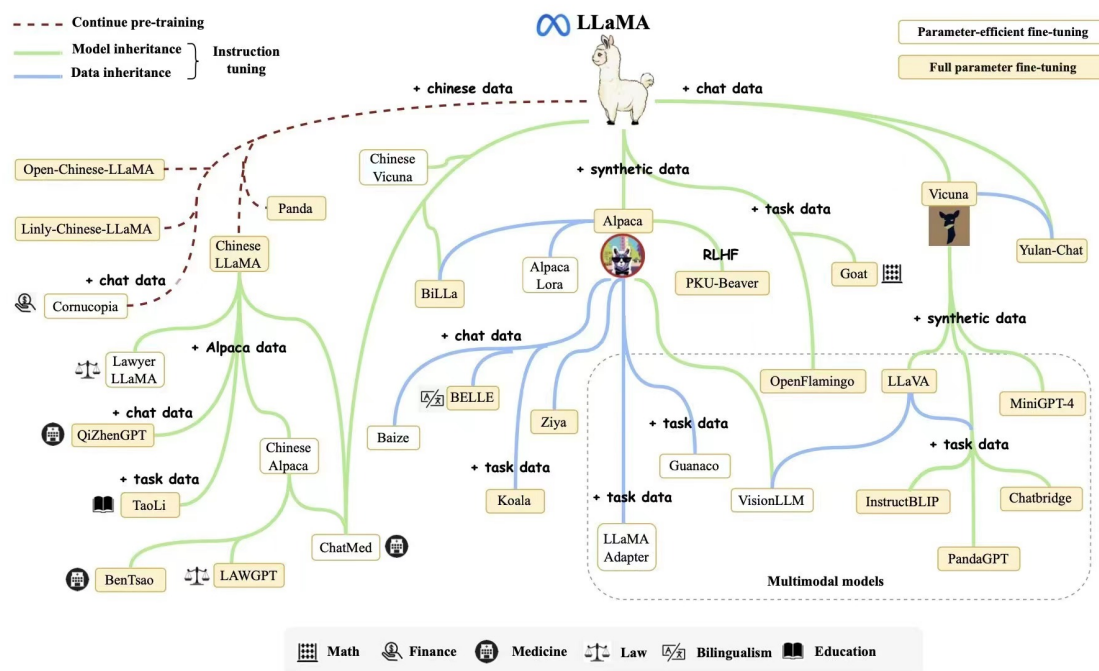 LLaMA
Continue pre-training
Model inheritance
Data inheritance
Instruction
tuning
Parameter-efficient fine-tuning
Full parameter fine-tuning
+ chinese data
+ chat data
Chinese
Vicuna
+ synthetic data
Open-Chinese-LLaMA
Panda
Vicuna
+ task data
Alpaca
Linly-Chinese-LLaMA
Chinese
LLaMA
Yulan-Chat
RLHF
Alpaca
Lora
Goat
PKU-Beaver
BiLLa
+ chat data
Cornucopia
+ synthetic data
+ chat data
+ Alpaca data
Lawyer
LLaMA
OpenFlamingo
LLaVA
BELLE
MiniGPT-4
+ chat data
Ziya
+ task data
QiZhenGPT
Baize
Chinese
Alpaca
+ task data
Guanaco
+ task data
+ task data
TaoLi
Koala
+ task data
VisionLLM
InstructBLIP
Chatbridge
ChatMed
LLaMA
Adapter
PandaGPT
BenTsao
LAWGPT
Multimodal models
Math
Finance
Medicine
Law
Bilingualism
Education